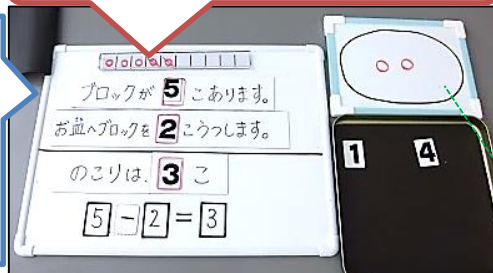 ブロックが 5 こあります。
お皿へブロックを 2 こうつします。
のこりは、3 こ
5 - 2 = 3
1 4